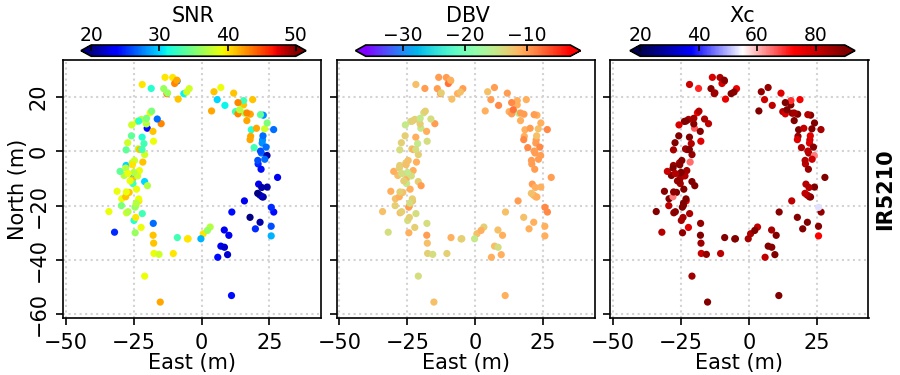 SNR DBV Xc
20 30 40 50 −30 −20 −10 20 40 60 80
20
0
−20
−40
−60
North (m)
IR5210
−50 −25 0 25 −50 −25 0 25 −50 −25 0 25
East (m) East (m) East (m)